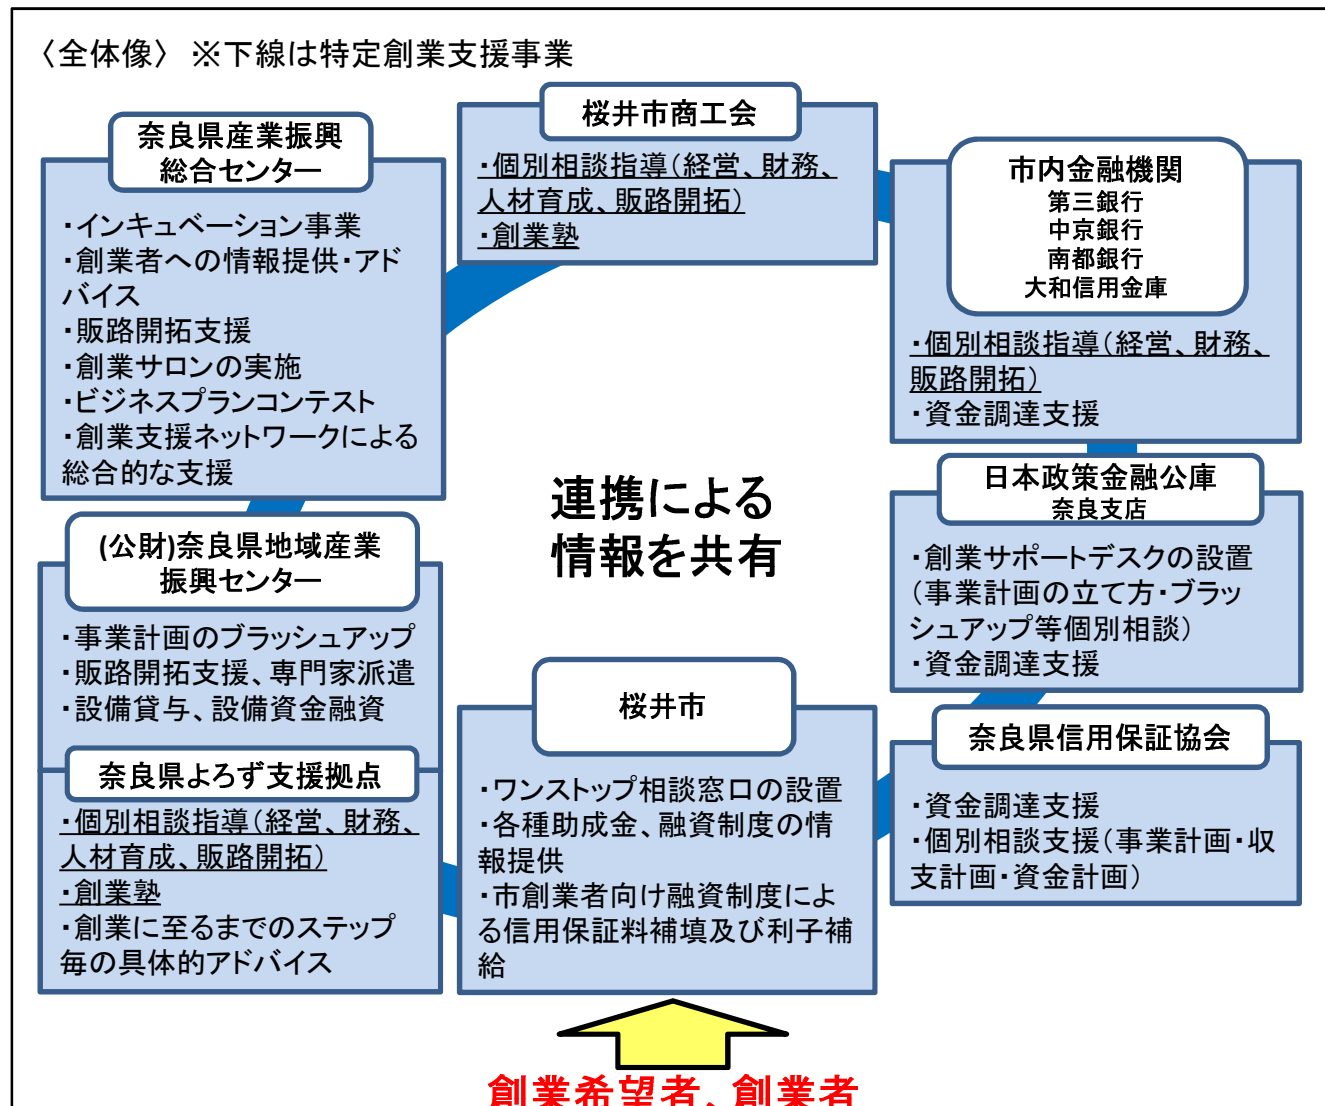 〈全体像〉 ※下線は特定創業支援事業
奈良県産業振興
総合センター
・インキュベーション事業
・創業者への情報提供・アド
バイス
・販路開拓支援
・創業サロンの実施
・ビジネスプランコンテスト
・創業支援ネットワークによる
総合的な支援
桜井市商工会
・個別相談指導(経営、財務、
人材育成、販路開拓)
・創業塾
市内金融機関
第三銀行
中京銀行
南都銀行
大和信用金庫
・個別相談指導(経営、財務、
販路開拓)
・資金調達支援
連携による
情報を共有
日本政策金融公庫
奈良支店
・創業サポートデスクの設置
(事業計画の立て方・ブラッ
シュアップ等個別相談)
・資金調達支援
(公財)奈良県地域産業
振興センター
・事業計画のブラッシュアップ
・販路開拓支援、専門家派遣
・設備貸与、設備資金融資
奈良県よろず支援拠点
・個別相談指導(経営、財務、
人材育成、販路開拓)
・創業塾
・創業に至るまでのステップ
毎の具体的アドバイス
桜井市
・ワンストップ相談窓口の設置
・各種助成金、融資制度の情
報提供
・市創業者向け融資制度によ
る信用保証料補填及び利子補
給
奈良県信用保証協会
・資金調達支援
・個別相談支援(事業計画・収
支計画・資金計画)
創業希望者、創業者